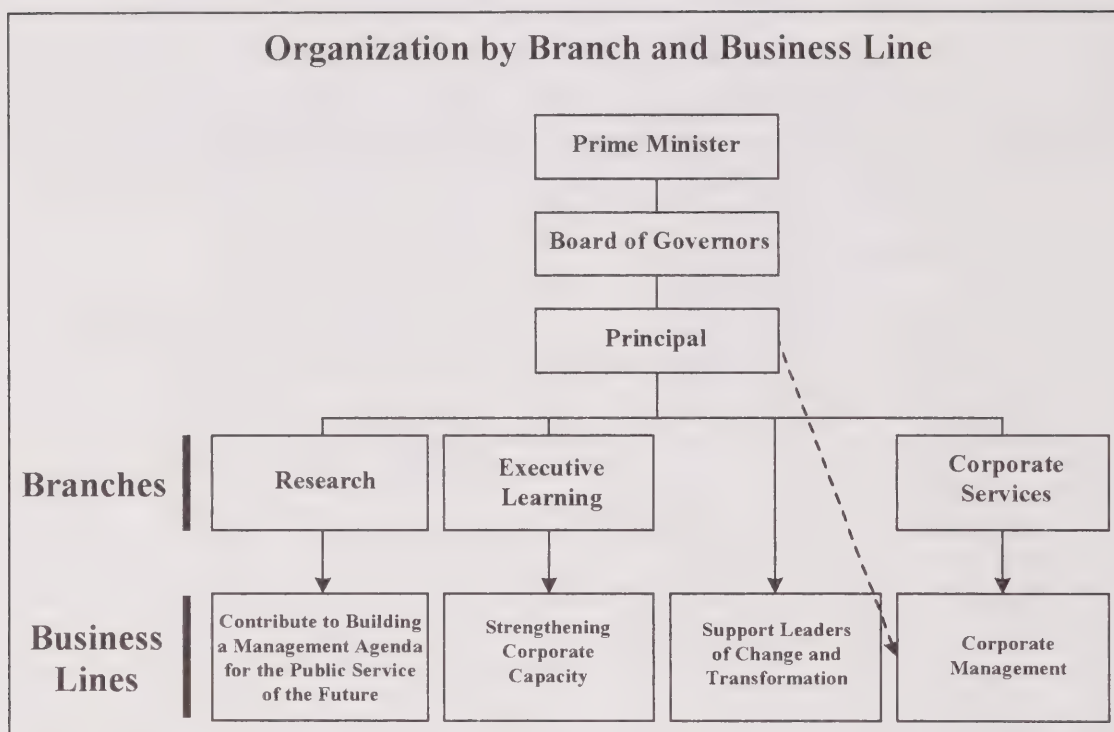 Organization by Branch and Business Line
Prime Minister
Board of Governors
Principal
Branches
Research
Executive
Learning
Corporate
Services
Business
Lines
Contribute to Building
a Management Agenda
for the Public Service
of the Future
Strengthening
Corporate
Capacity
Support Leaders
of Change and
Transformation
Corporate
Management